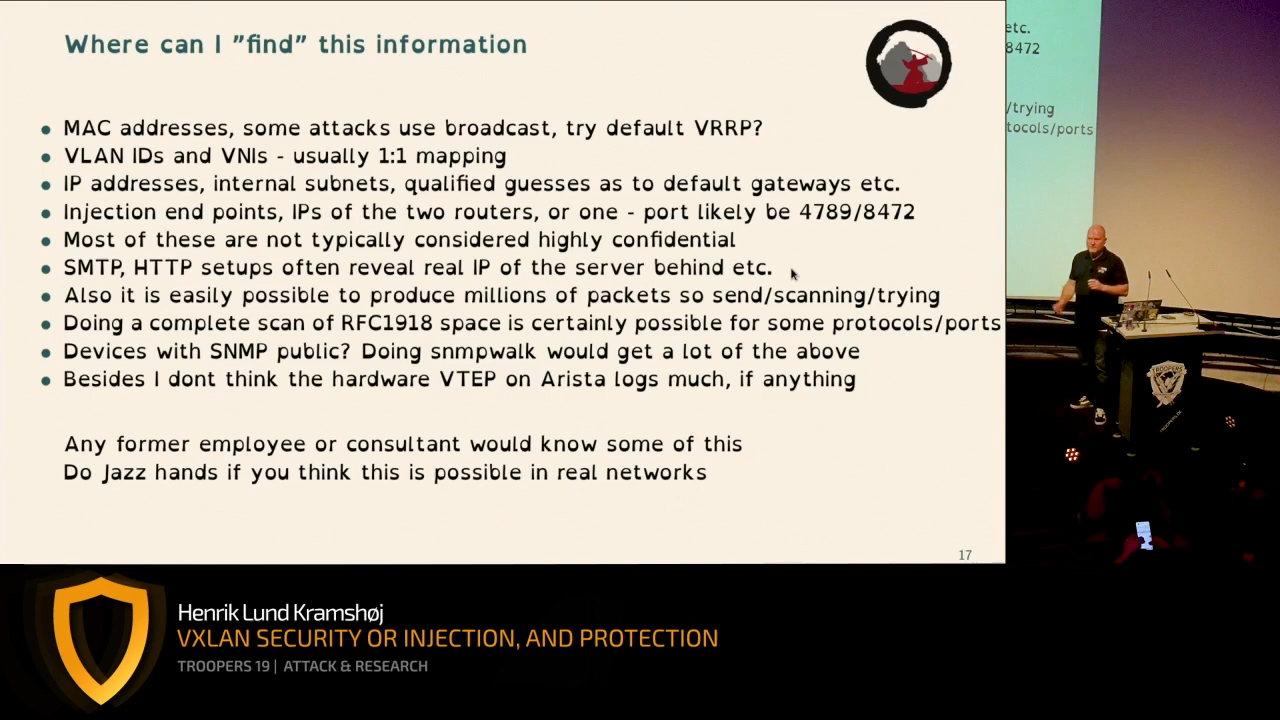 Where can I ”find” this information
MAC addresses, some attacks use broadcast, try default VRRP?
VLAN IDs and VNIs - usually 1:1 mapping
IP addresses, internal subnets, qualified guesses as to default gateways etc.
Injection end points, IPs of the two routers, or one - port likely be 4789/8472
Most of these are not typically considered highly confidential
SMTP, HTTP setups often reveal real IP of the server behind etc.
Also it is easily possible to produce millions of packets so send/scanning/trying
Doing a complete scan of RFC1918 space is certainly possible for some protocols/ports
Devices with SNMP public? Doing snmpwalk would get a lot of the above
Besides I dont think the hardware VTEP on Arista logs much, if anything
Any former employee or consultant would know some of this
Do Jazz hands if you think this is possible in real networks
17
etc.
8472
/trying
tocols/ports
TROOPERS
Henrik Lund Kramshøj
VXLAN SECURITY OR INJECTION, AND PROTECTION
TROOPERS 19 | ATTACK & RESEARCH